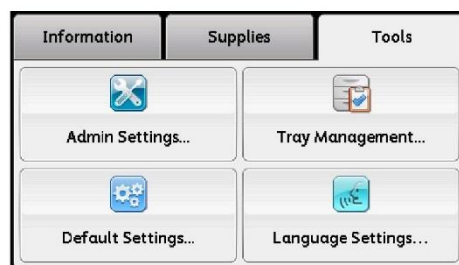 Information
Supplies
Tools
Admin Settings...
Tray Management...
Default Settings...
Language Settings...